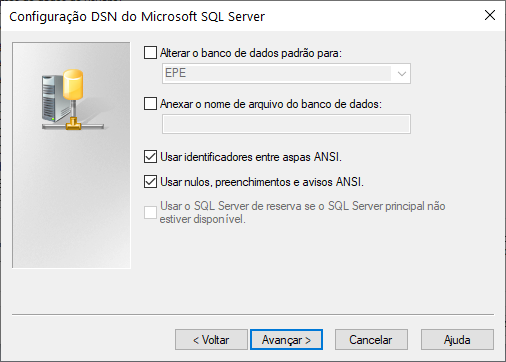 Configuração DSN do Microsoft SQL Server
Alterar o banco de dados padrão para:
EPE
Anexar o nome de arquivo do banco de dados:
Usar identificadores entre aspas ANSI.
Usar nulos, preenchimentos e avisos ANSI.
Usar o SQL Server de reserva se o SQL Server principal não
estiver disponível.
< Voltar
Avançar >
Cancelar
Ajuda